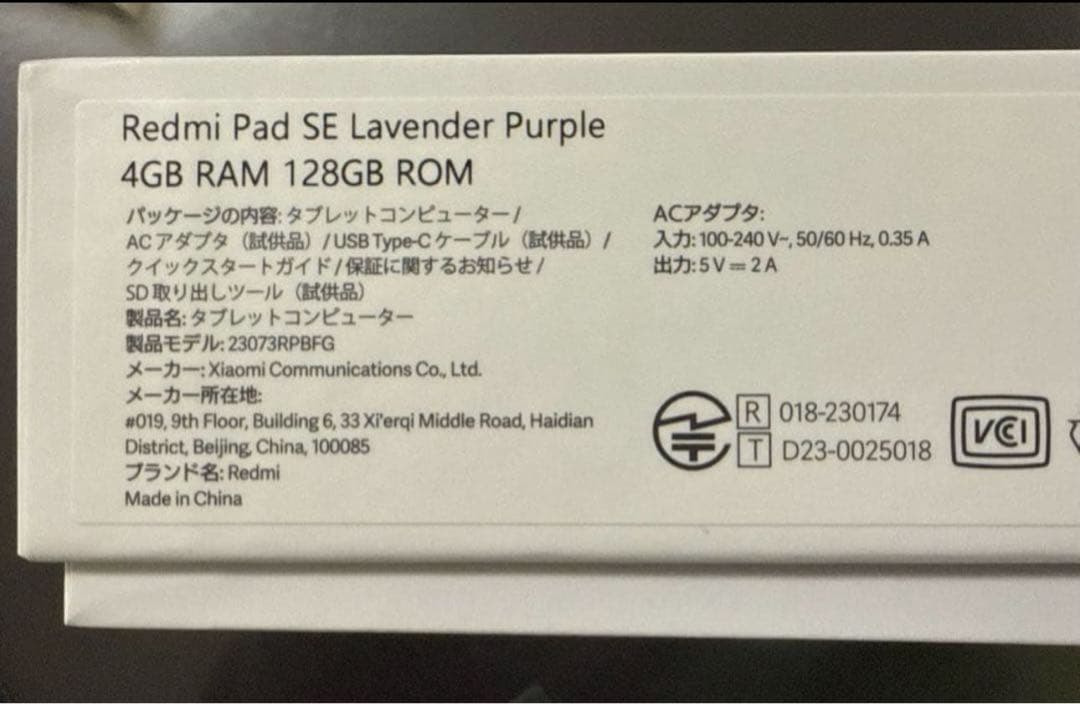 Redmi Pad SE Lavender Purple
4GB RAM 128GB ROM
パッケージの内容: タブレットコンピューター /
ACアダプタ（試供品）/ USB Type-C ケーブル（試供品）/
クイックスタートガイド / 保証に関するお知らせ /
SD 取り出しツール（試供品）
製品名: タブレットコンピューター
製品モデル: 23073RPBFG
メーカー: Xiaomi Communications Co., Ltd.
メーカー所在地:
#019, 9th Floor, Building 6, 33 Xi'erqi Middle Road, Haidian
District, Beijing, China, 100085
ブランド名: Redmi
Made in China
ACアダプタ:
入力: 100-240 V~, 50/60 Hz, 0.35 A
出力: 5 V ⎓ 2 A
R 018-230174
T D23-0025018
VCCI